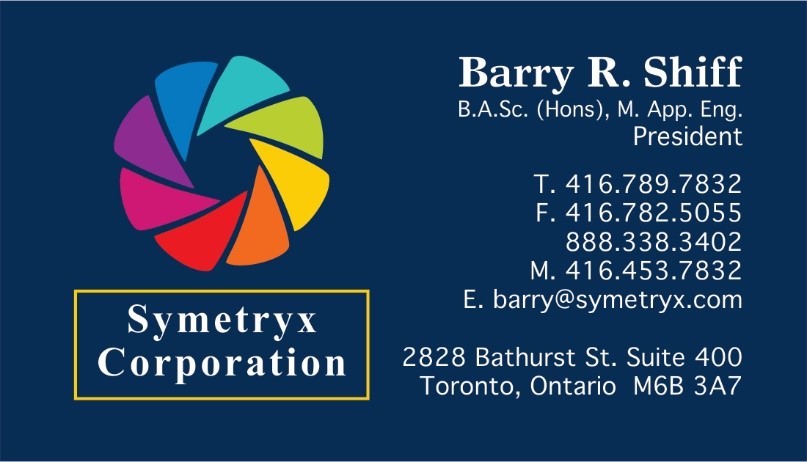 Symetryx
Corporation
Barry R. Shiff
B.A.Sc. (Hons), M. App. Eng.
President
T. 416.789.7832
F. 416.782.5055
888.338.3402
M. 416.453.7832
E. barry@symetryx.com
2828 Bathurst St. Suite 400
Toronto, Ontario  M6B 3A7